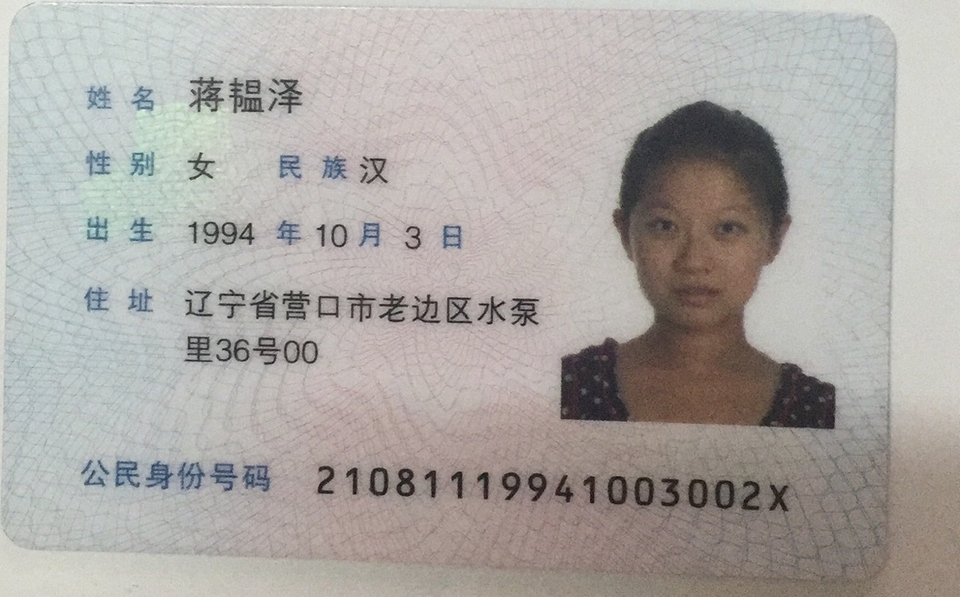 姓名 蒋韫泽
性别 女 民族 汉
出生 1994 年 10 月 3 日
住址 辽宁省营口市老边区水泵
里36号00
公民身份号码 21081119941003002X